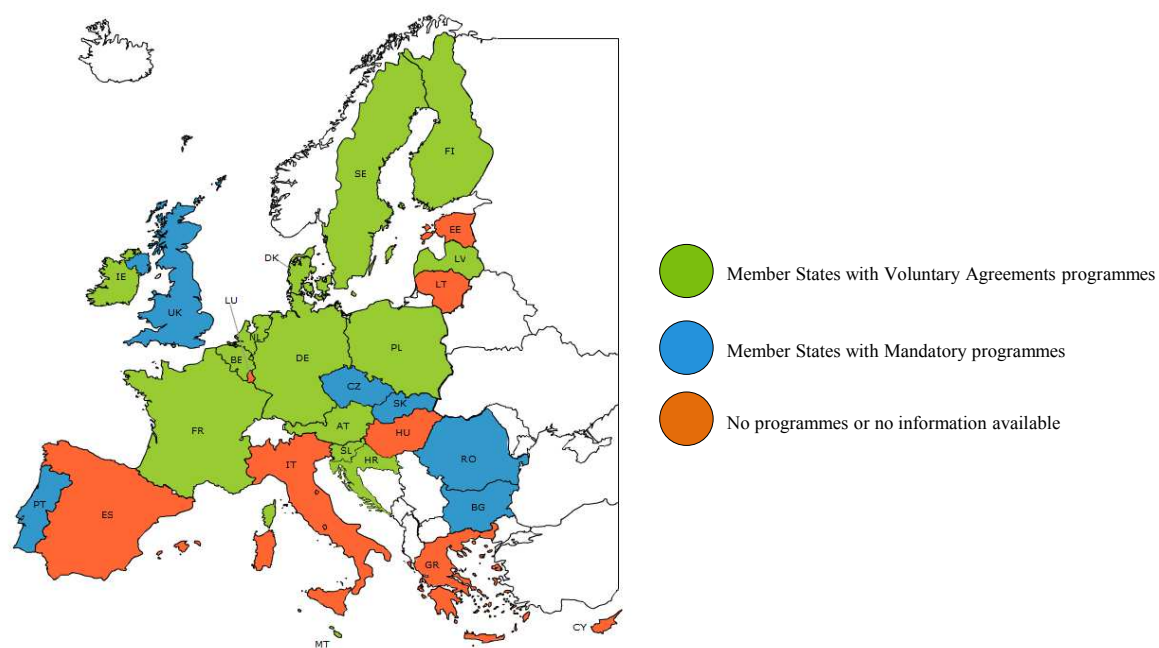 FI
SE
EE
DK
LV
IE
LT
LU
UK
NL
BE
DE
PL
CZ
SK
FR
AT
HU
SL
HR
IT
RO
PT
ES
BG
GR
CY
MT
Member States with Voluntary Agreements programmes
Member States with Mandatory programmes
No programmes or no information available